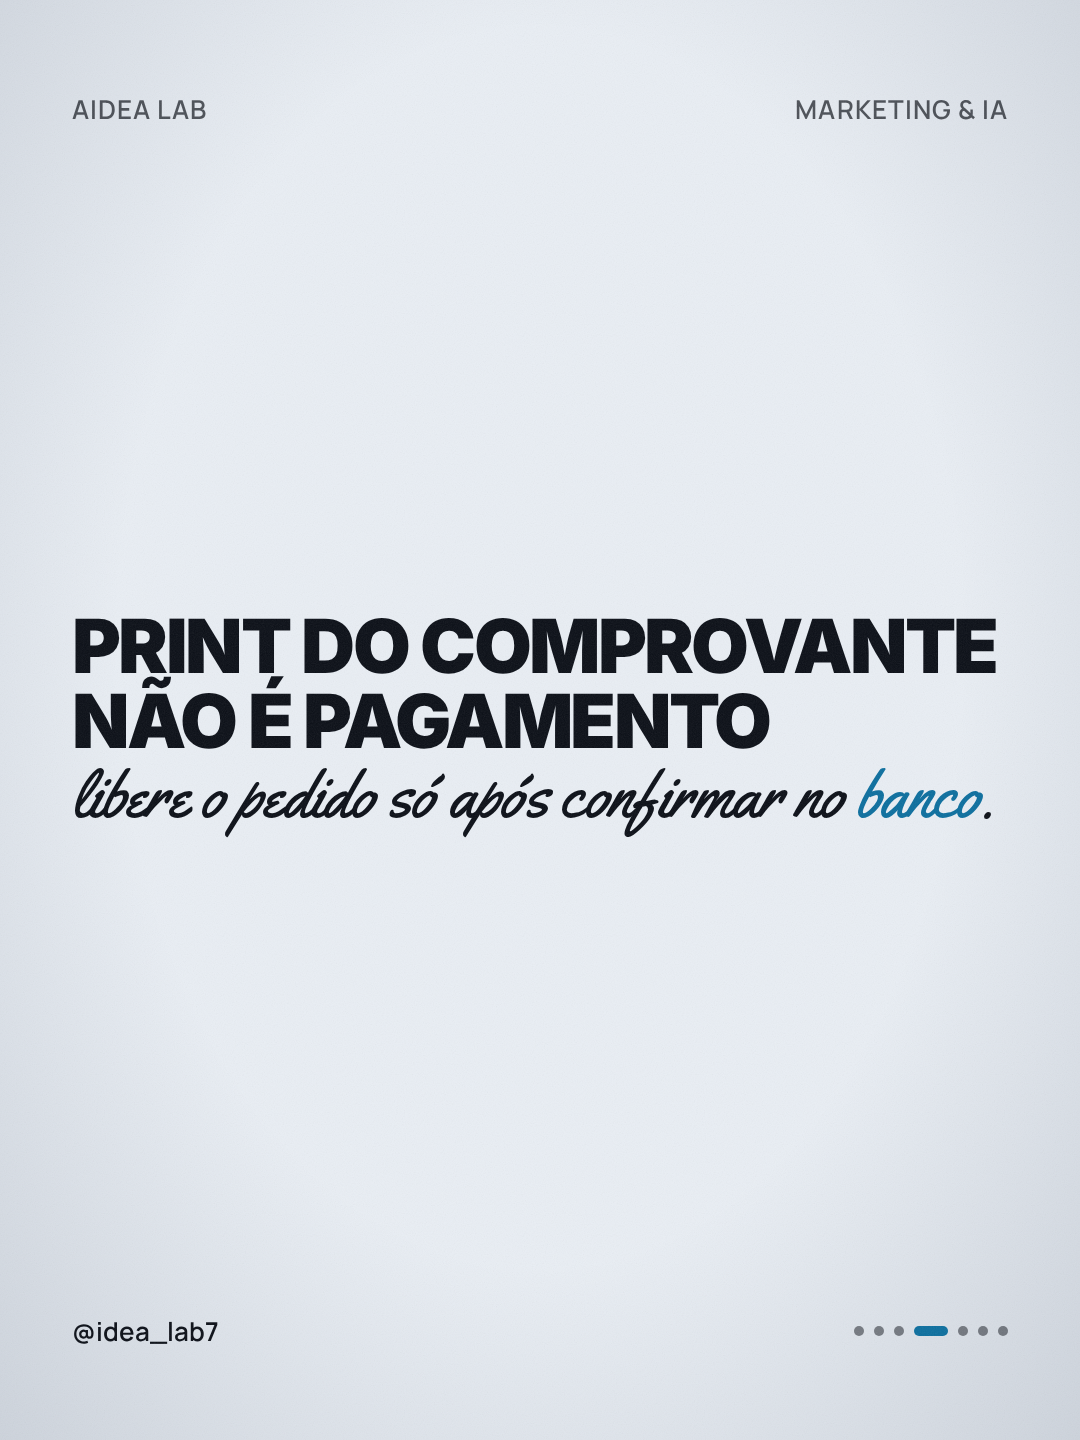 AIDEA LAB
MARKETING & IA
PRINT DO COMPROVANTE
NÃO É PAGAMENTO
libere o pedido só após confirmar no banco.
@idea_lab7